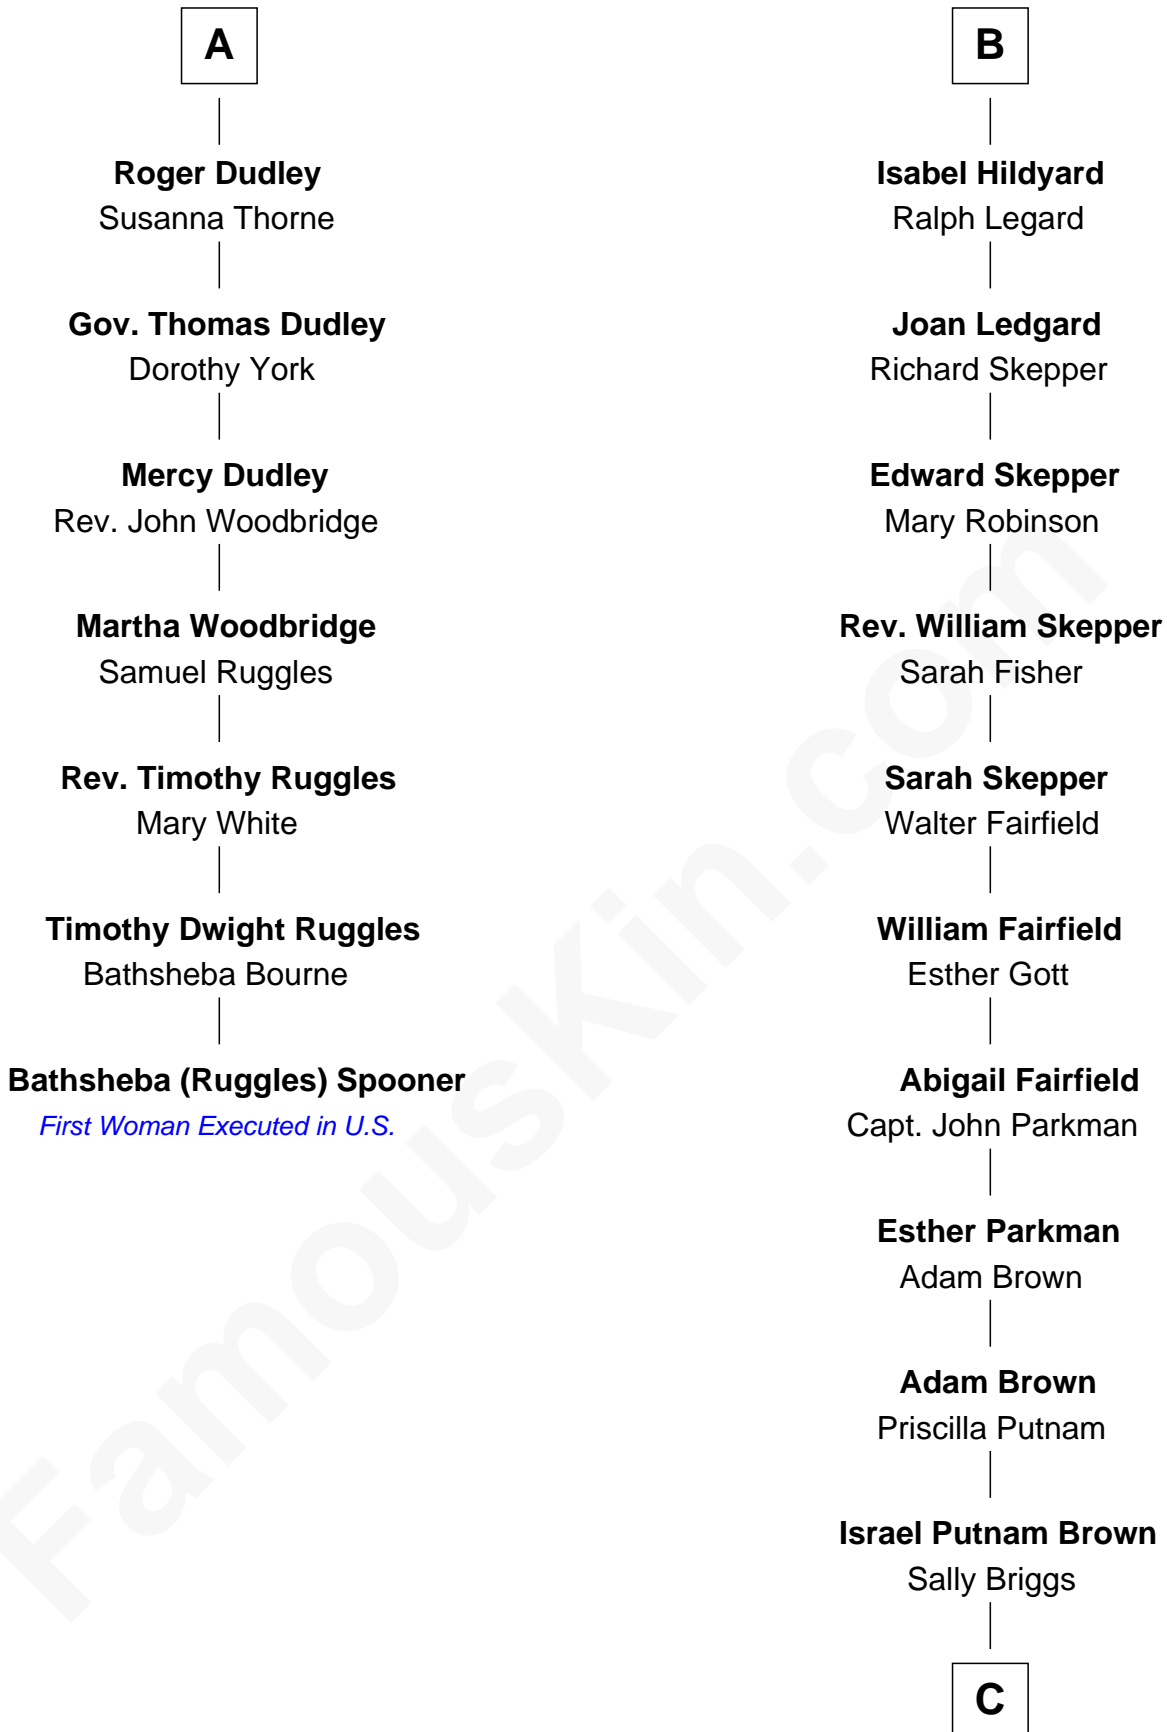 A
Roger Dudley
Susanna Thorne
Gov. Thomas Dudley
Dorothy York
Mercy Dudley
Rev. John Woodbridge
Martha Woodbridge
Samuel Ruggles
Rev. Timothy Ruggles
Mary White
Timothy Dwight Ruggles
Bathsheba Bourne
Bathsheba (Ruggles) Spooner
First Woman Executed in U.S.
B
Isabel Hildyard
Ralph Legard
Joan Ledgard
Richard Skepper
Edward Skepper
Mary Robinson
Rev. William Skepper
Sarah Fisher
Sarah Skepper
Walter Fairfield
William Fairfield
Esther Gott
Abigail Fairfield
Capt. John Parkman
Esther Parkman
Adam Brown
Adam Brown
Priscilla Putnam
Israel Putnam Brown
Sally Briggs
C
FamousKin.com